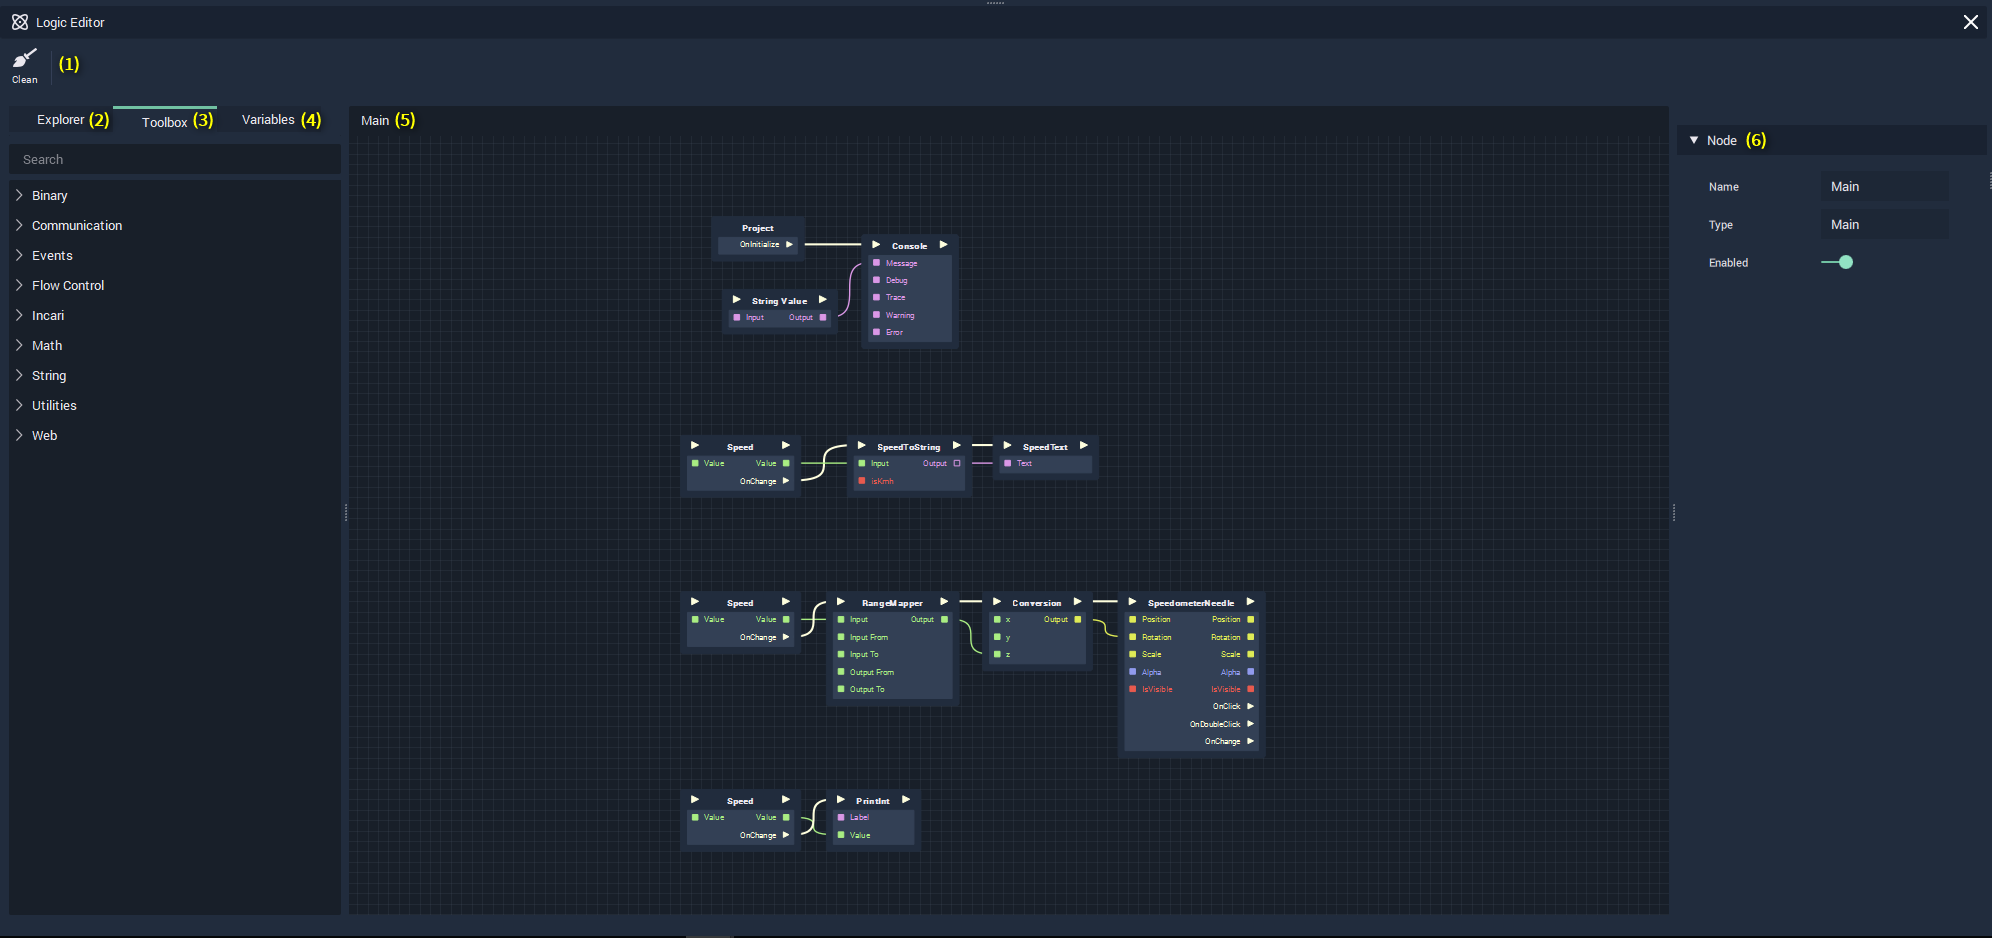 Logic Editor
Clean (1)
Explorer (2) Toolbox (3) Variables (4)
Search
Binary
Communication
Events
Flow Control
Incari
Math
String
Utilities
Web
Main (5)
Project
OnInitialize
Console
Message
Debug
Trace
Warning
Error
String Value
Input Output
Speed
Value Value
OnChange
SpeedToString
Input Output
isKmh
SpeedText
Text
Speed
Value Value
OnChange
RangeMapper
Input Output
Input From
Input To
Output From
Output To
Conversion
x Output
y
z
SpeedometerNeedle
Position Position
Rotation Rotation
Scale Scale
Alpha Alpha
IsVisible IsVisible
OnClick
OnDoubleClick
OnChange
Speed
Value Value
OnChange
PrintInt
Label
Value
Node (6)
Name Main
Type Main
Enabled